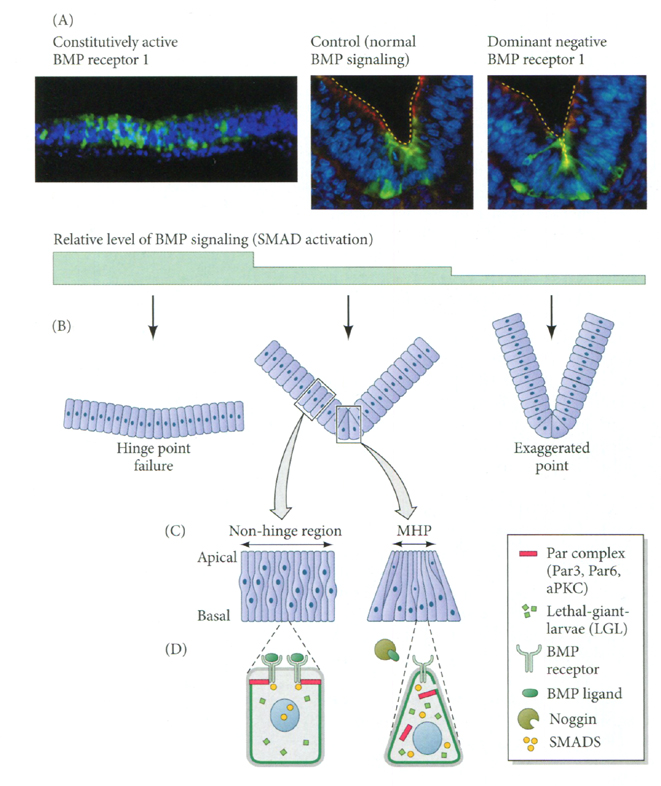 (A)
Constitutively active
BMP receptor 1
Control (normal
BMP signaling)
Dominant negative
BMP receptor 1
Relative level of BMP signaling (SMAD activation)
(B)
Hinge point
failure
Exaggerated
point
(C)
Non-hinge region
MHP
Apical
Basal
(D)
Par complex
(Par3, Par6,
aPKC)
Lethal-giant-
larvae (LGL)
BMP
receptor
BMP ligand
Noggin
SMADS